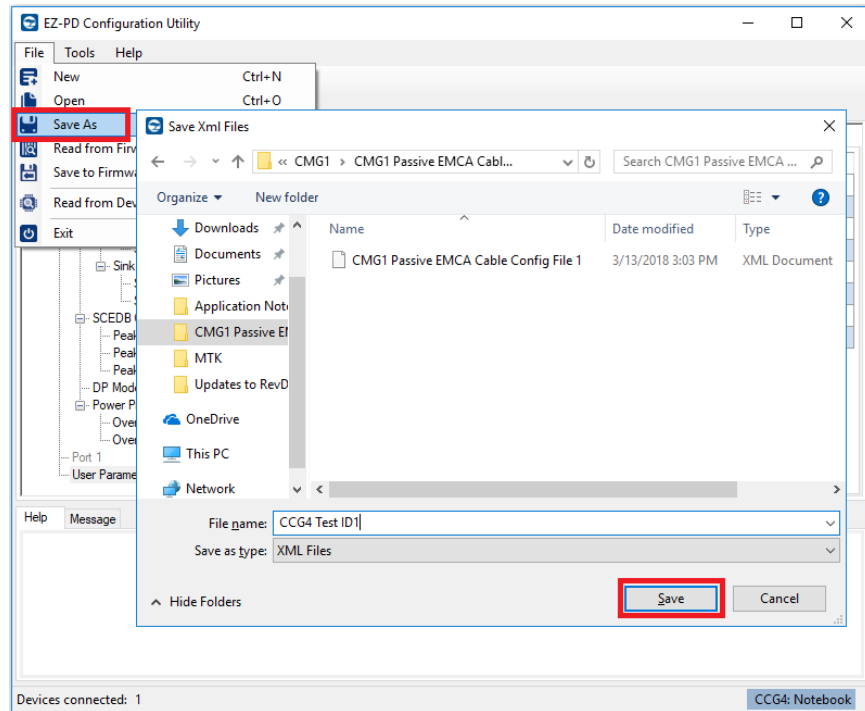 EZ-PD Configuration Utility
File Tools Help
New Ctrl+N
Open Ctrl+O
Save As
Read from Firv
Save to Firmwa
Read from Dev
Exit
Sink
SCEDB
Peal
Peal
Peal
DP Mod
Power P
Over
Over
Port 1
User Parame
Save Xml Files
« CMG1 > CMG1 Passive EMCA Cabl...
Search CMG1 Passive EMCA ...
Organize New folder
Downloads
Documents
Pictures
Application Note
CMG1 Passive EM
MTK
Updates to RevD
OneDrive
This PC
Network
Name Date modified Type
CMG1 Passive EMCA Cable Config File 1 3/13/2018 3:03 PM XML Document
File name: CCG4 Test ID1
Save as type: XML Files
Hide Folders
Save Cancel
Help Message
Devices connected: 1
CCG4: Notebook